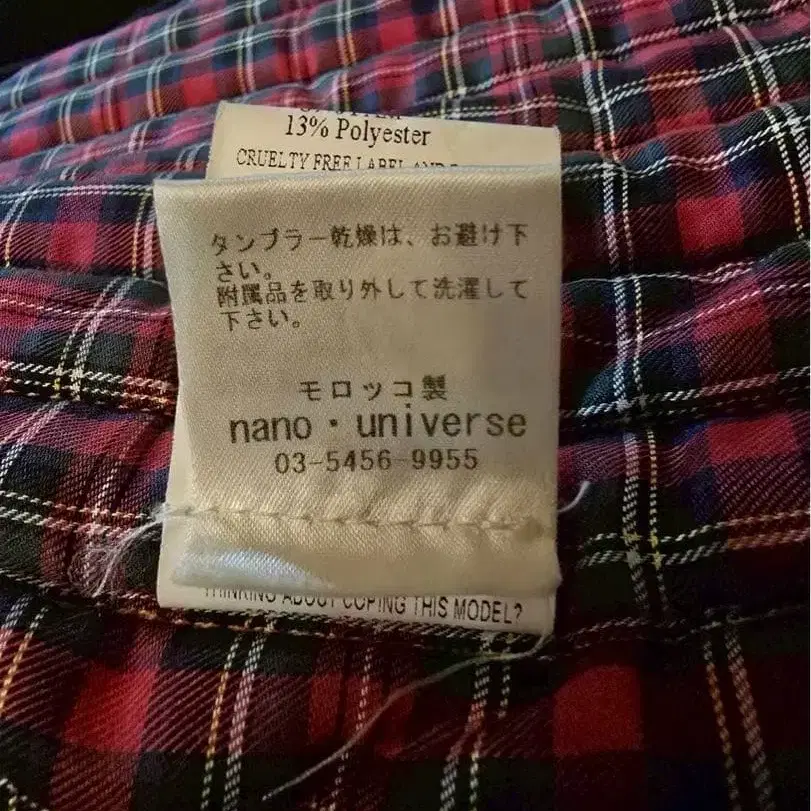 13% Polyester
CRUELTY FREE LABEL AND
タンブラー乾燥は、お避け下
さい。
附属品を取り外して洗濯して
下さい。
モロッコ製
nano・universe
03-5456-9955
THINKING ABOUT COPING THIS MODEL?